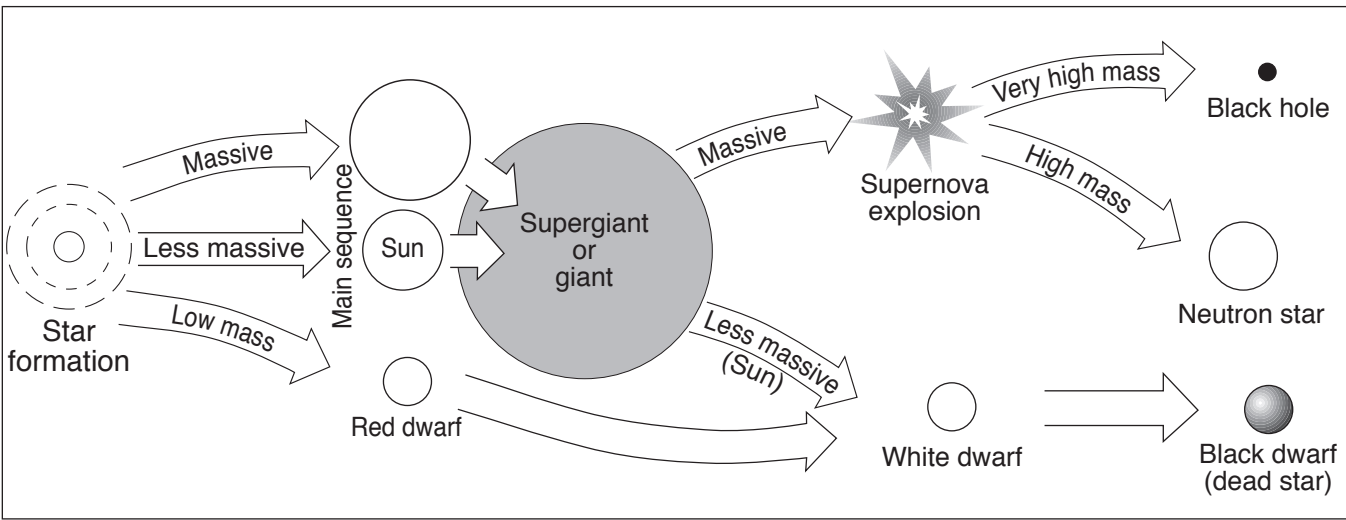 Massive
Less massive
Low mass
Star
formation
Main sequence
Sun
Red dwarf
Supergiant
or
giant
Massive
Less massive
(Sun)
Supernova
explosion
Very high mass
High mass
Black hole
Neutron star
White dwarf
Black dwarf
(dead star)